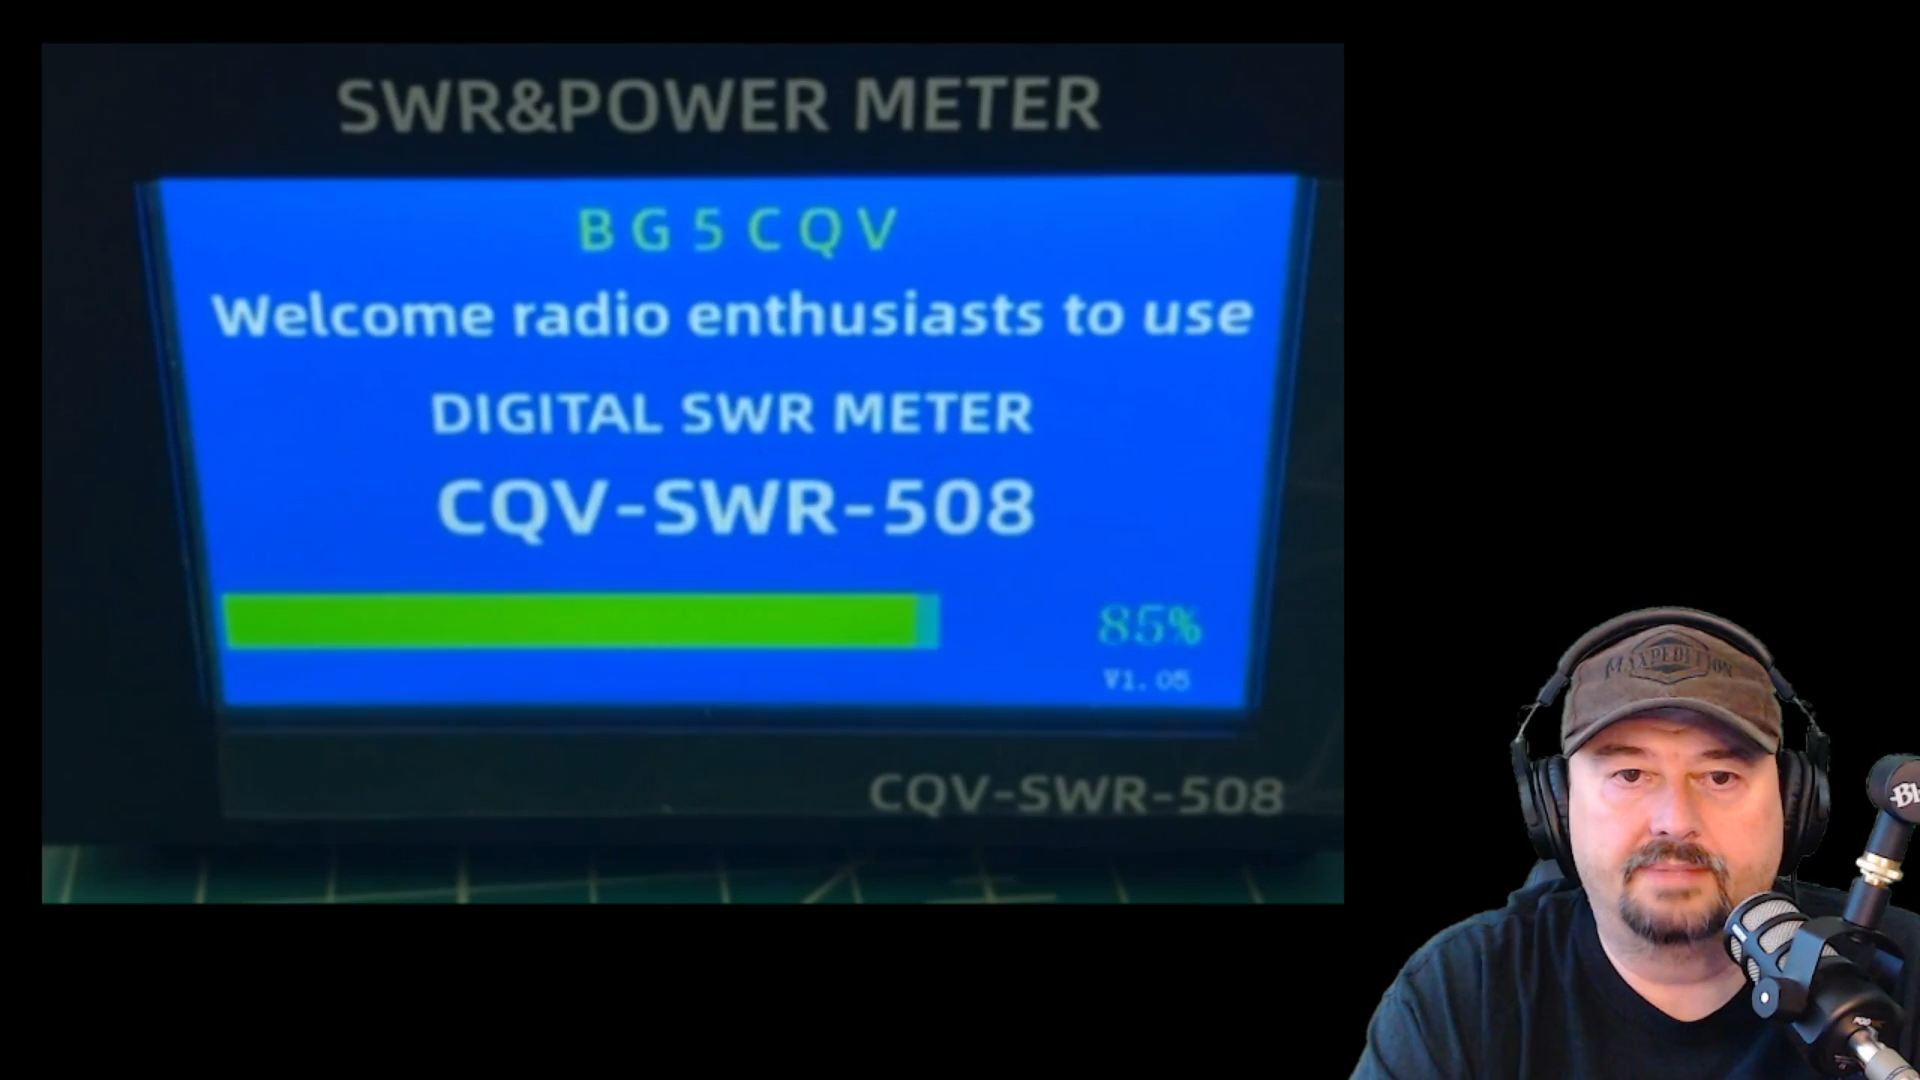 SWR&POWER METER
BG5CQV
Welcome radio enthusiasts to use
DIGITAL SWR METER
CQV-SWR-508
85%
V1.05
CQV-SWR-508
MAXPEDITION